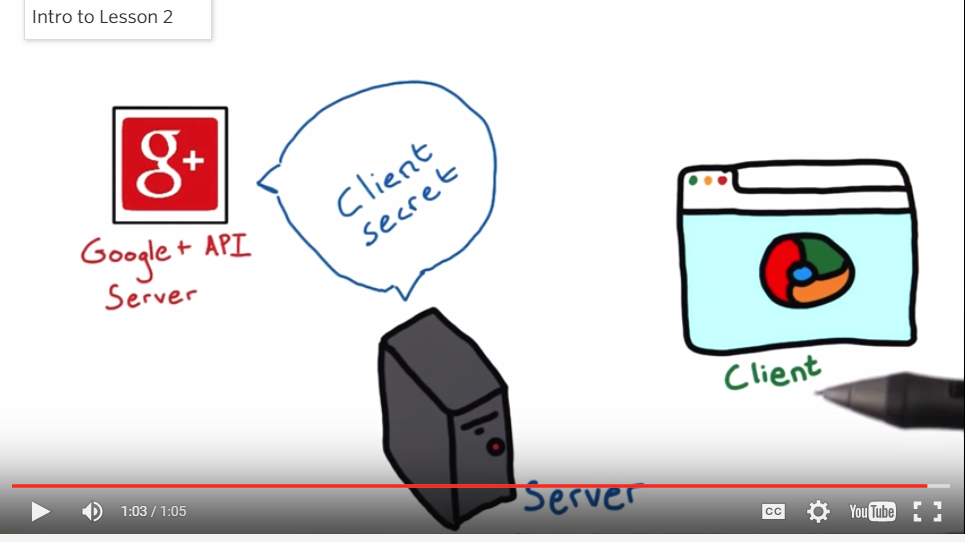 Intro to Lesson 2
g+
Client
secret
Google+ API
Server
Client
Server
1:03 / 1:05
CC
YouTube